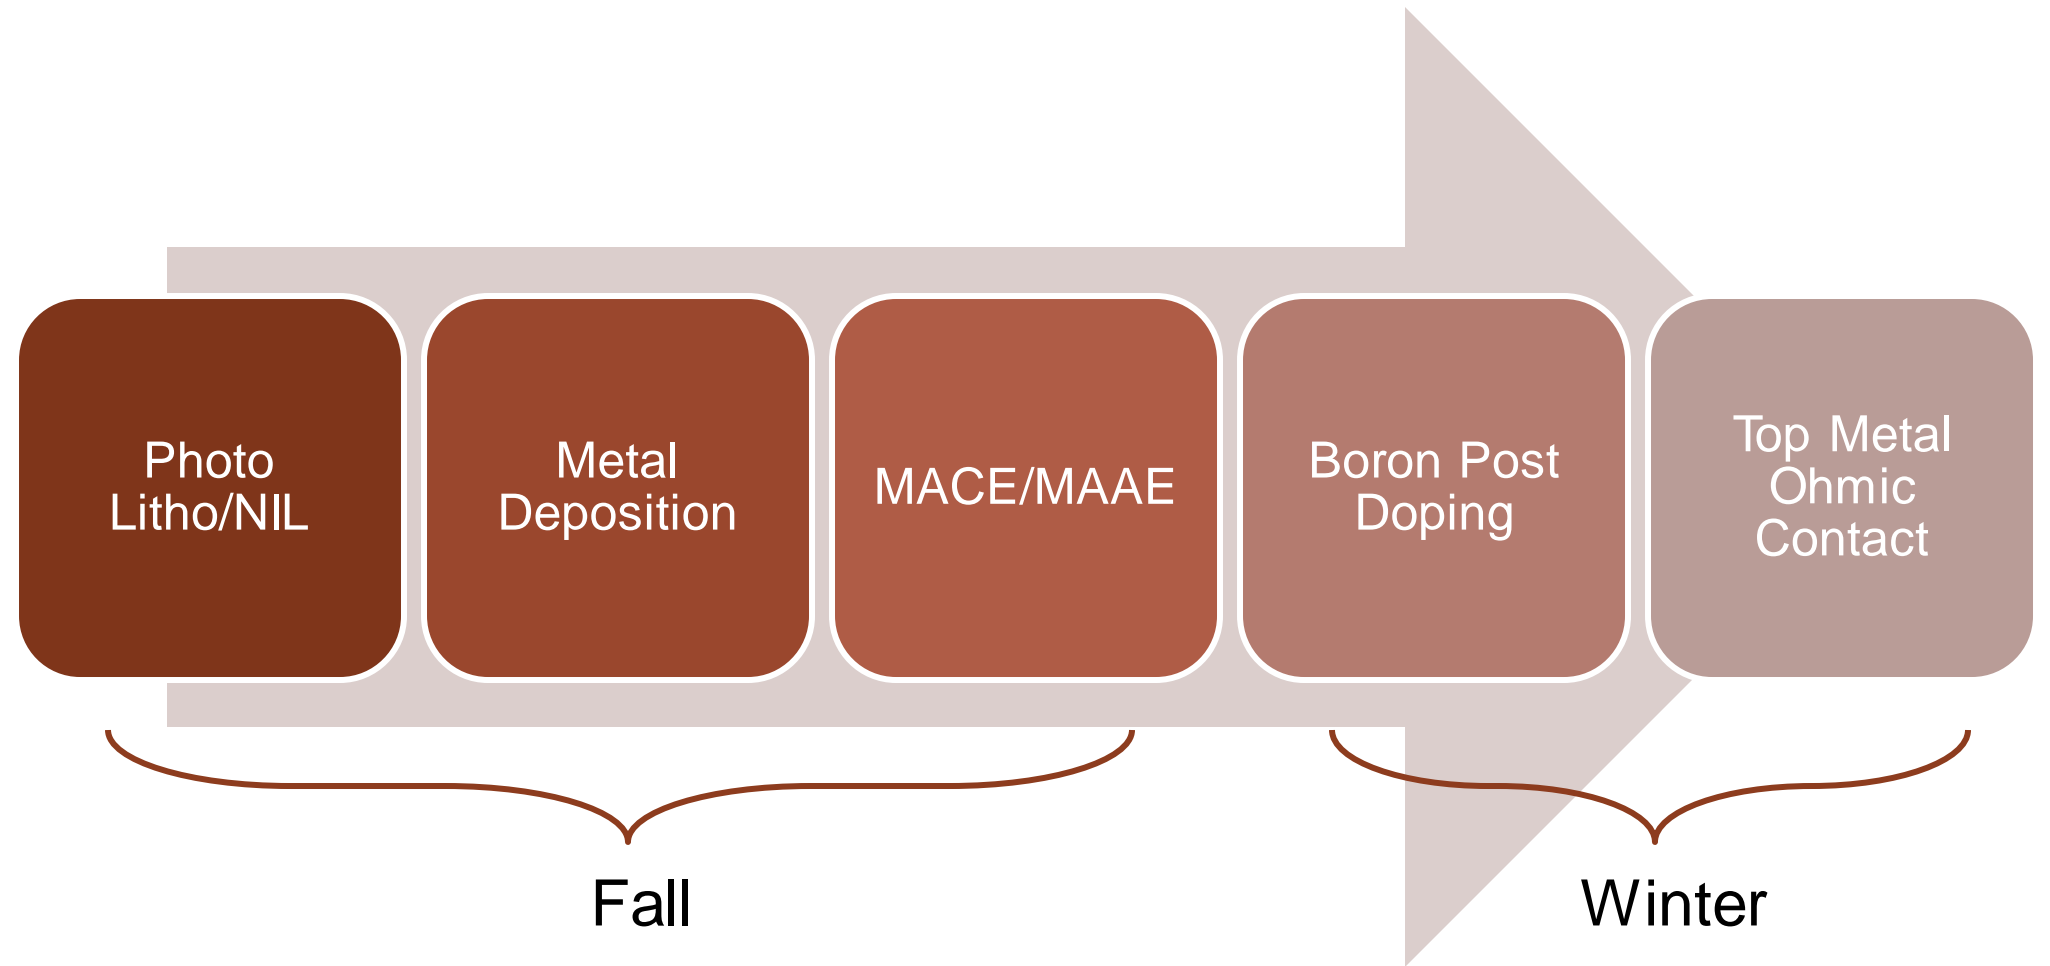 Photo
Litho/NIL
Metal
Deposition
MACE/MAAE
Boron Post
Doping
Top Metal
Ohmic
Contact
Fall
Winter